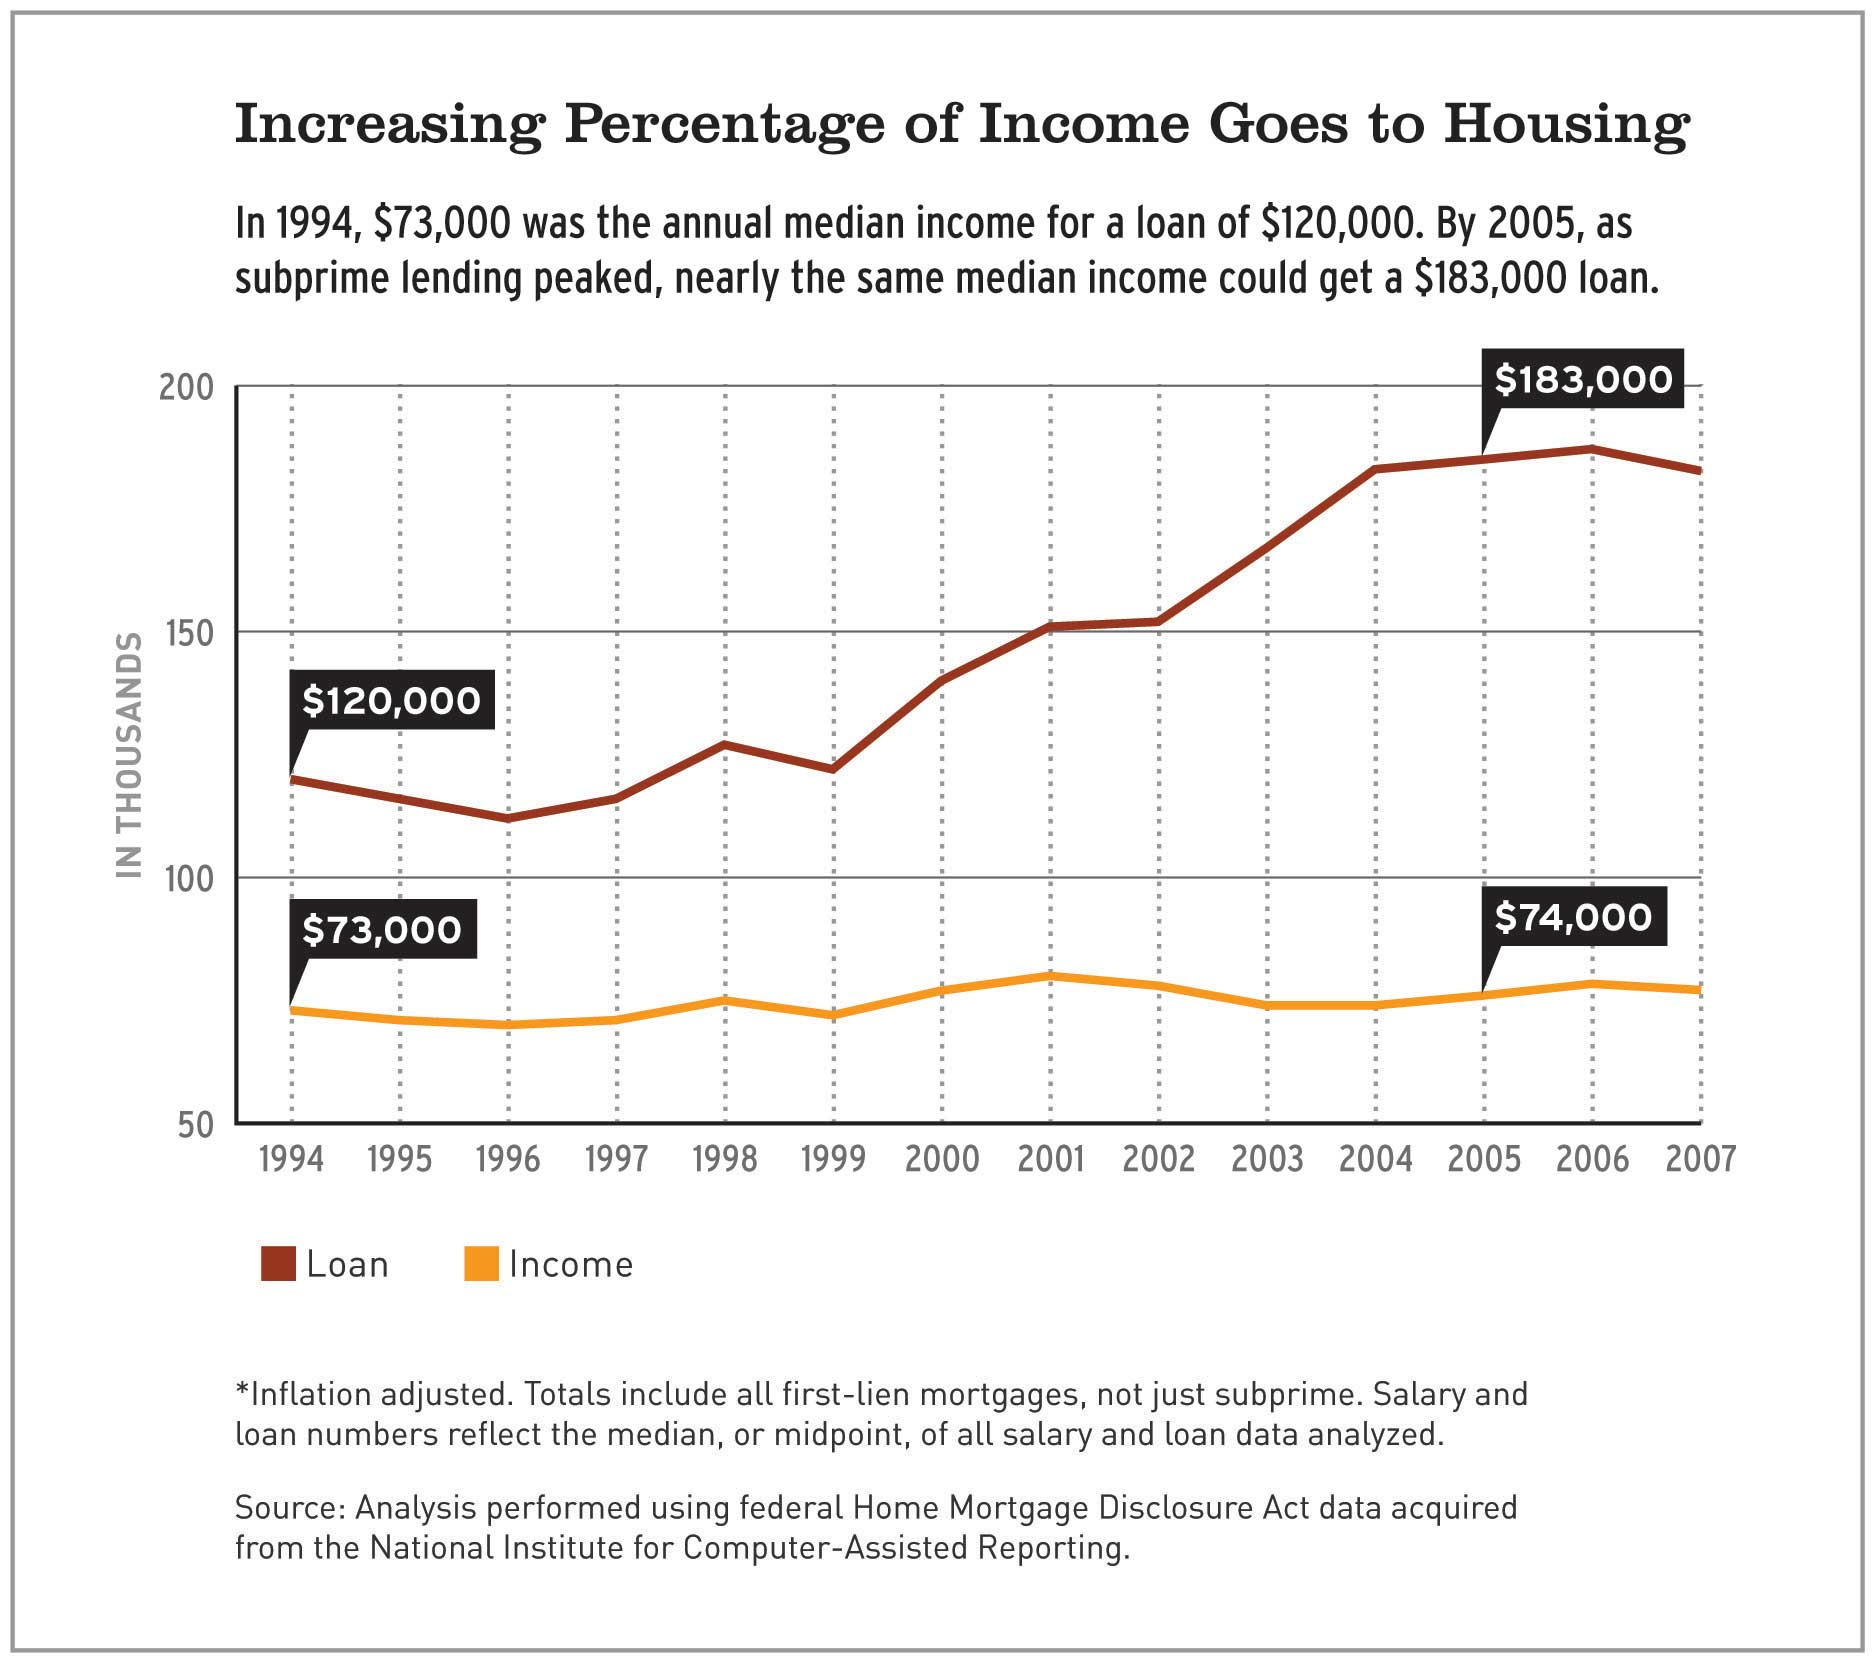 Increasing Percentage of Income Goes to Housing
In 1994, $73,000 was the annual median income for a loan of $120,000. By 2005, as
subprime lending peaked, nearly the same median income could get a $183,000 loan.
IN THOUSANDS
200
150
100
50
$183,000
$120,000
$73,000
$74,000
1994 1995 1996 1997 1998 1999 2000 2001 2002 2003 2004 2005 2006 2007
Loan Income
*Inflation adjusted. Totals include all first-lien mortgages, not just subprime. Salary and
loan numbers reflect the median, or midpoint, of all salary and loan data analyzed.
Source: Analysis performed using federal Home Mortgage Disclosure Act data acquired
from the National Institute for Computer-Assisted Reporting.